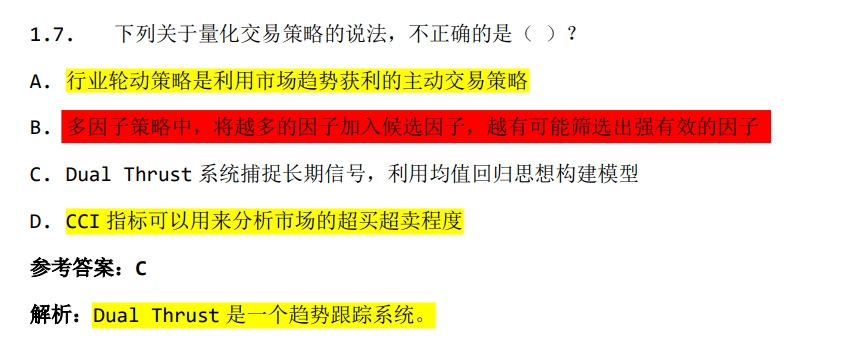 1.7. 下列关于量化交易策略的说法，不正确的是（ ）？
A. 行业轮动策略是利用市场趋势获利的主动交易策略
B. 多因子策略中，将越多的因子加入候选因子，越有可能筛选出强有效的因子
C. Dual Thrust 系统捕捉长期信号，利用均值回归思想构建模型
D. CCI 指标可以用来分析市场的超买超卖程度
参考答案：C
解析：Dual Thrust 是一个趋势跟踪系统。